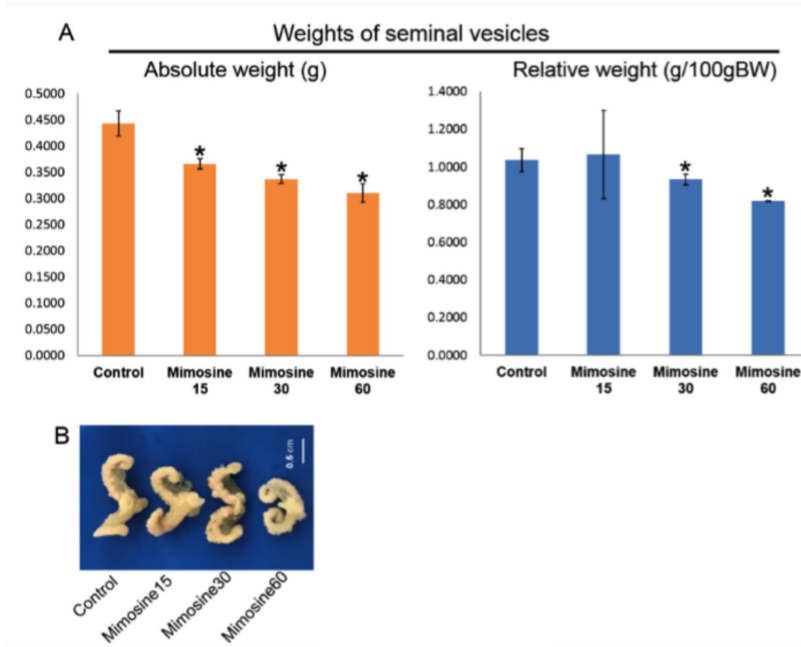 A
Weights of seminal vesicles
Absolute weight (g)
0.5000
0.4500
0.4000
0.3500
0.3000
0.2500
0.2000
0.1500
0.1000
0.0500
0.0000
* * *
Control Mimosine 15 Mimosine 30 Mimosine 60
Relative weight (g/100gBW)
1.4000
1.2000
1.0000
0.8000
0.6000
0.4000
0.2000
0.0000
* *
Control Mimosine 15 Mimosine 30 Mimosine 60
B
0.5 cm
Control
Mimosine15
Mimosine30
Mimosine60